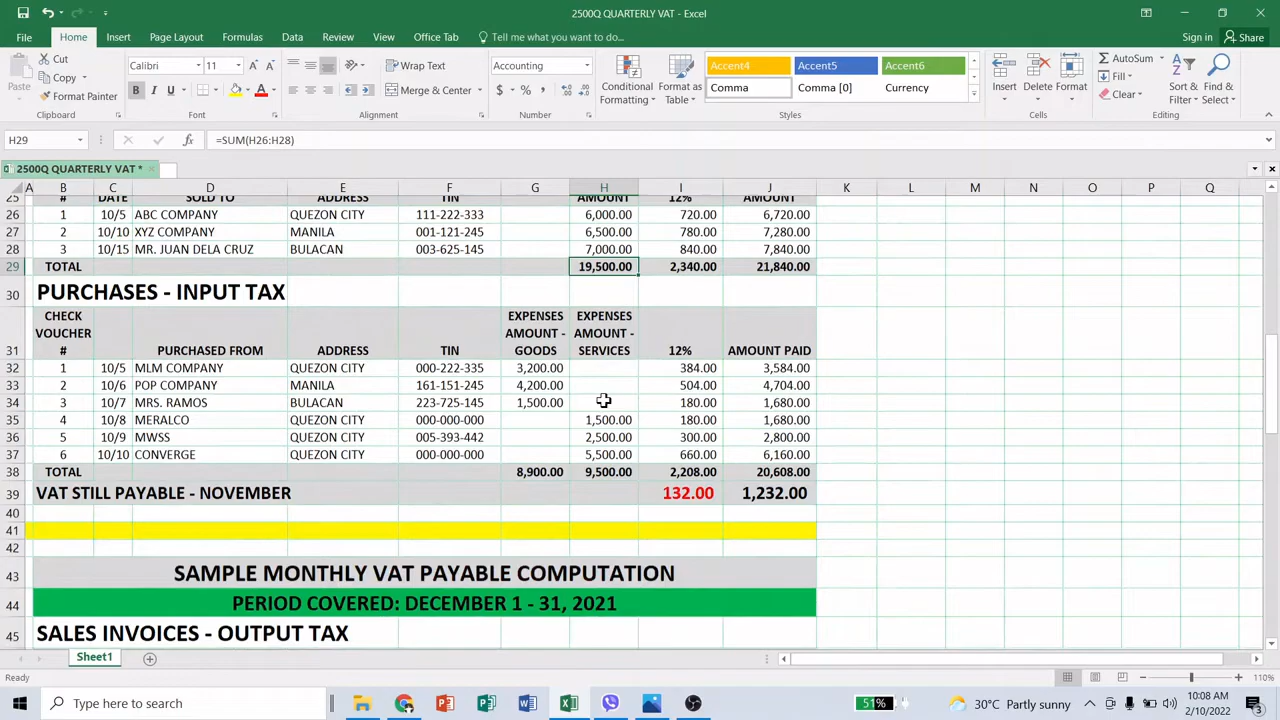 2500Q QUARTERLY VAT - Excel
File Home Insert Page Layout Formulas Data Review View Office Tab Tell me what you want to do... Sign in Share
Cut
Copy
Format Painter
Paste
Clipboard
Calibri 11
B I U
Font
Wrap Text
Merge & Center
Alignment
Accounting
$ % ,
Number
Conditional Formatting
Format as Table
Accent4 Accent5 Accent6
Comma Comma [0] Currency
Styles
Insert Delete Format
Cells
AutoSum
Fill
Clear
Sort & Filter
Find & Select
Editing
H29 fx =SUM(H26:H28)
2500Q QUARTERLY VAT *
A B C D E F G H I J K L M N O P Q
25 # DATE SOLD TO ADDRESS TIN AMOUNT 12% AMOUNT
26 1 10/5 ABC COMPANY QUEZON CITY 111-222-333 6,000.00 720.00 6,720.00
27 2 10/10 XYZ COMPANY MANILA 001-121-245 6,500.00 780.00 7,280.00
28 3 10/15 MR. JUAN DELA CRUZ BULACAN 003-625-145 7,000.00 840.00 7,840.00
29 TOTAL 19,500.00 2,340.00 21,840.00
30 PURCHASES - INPUT TAX
CHECK EXPENSES EXPENSES
VOUCHER AMOUNT - AMOUNT -
31 # PURCHASED FROM ADDRESS TIN GOODS SERVICES 12% AMOUNT PAID
32 1 10/5 MLM COMPANY QUEZON CITY 000-222-335 3,200.00 384.00 3,584.00
33 2 10/6 POP COMPANY MANILA 161-151-245 4,200.00 504.00 4,704.00
34 3 10/7 MRS. RAMOS BULACAN 223-725-145 1,500.00 180.00 1,680.00
35 4 10/8 MERALCO QUEZON CITY 000-000-000 1,500.00 180.00 1,680.00
36 5 10/9 MWSS QUEZON CITY 005-393-442 2,500.00 300.00 2,800.00
37 6 10/10 CONVERGE QUEZON CITY 000-000-000 5,500.00 660.00 6,160.00
38 TOTAL 8,900.00 9,500.00 2,208.00 20,608.00
39 VAT STILL PAYABLE - NOVEMBER 132.00 1,232.00
40
41
42
43 SAMPLE MONTHLY VAT PAYABLE COMPUTATION
44 PERIOD COVERED: DECEMBER 1 - 31, 2021
45 SALES INVOICES - OUTPUT TAX
Sheet1
Ready 110%
Type here to search 51% 30°C Partly sunny 10:08 AM
2/10/2022 3